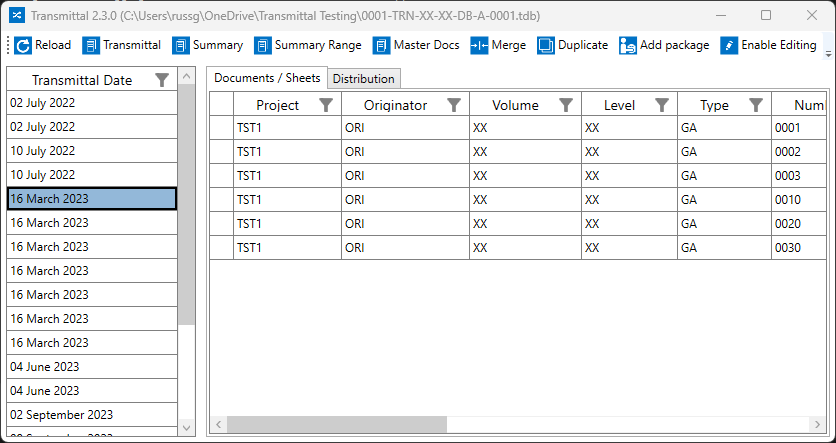 Transmittal 2.3.0 (C:\Users\russg\OneDrive\Transmittal Testing\0001-TRN-XX-XX-DB-A-0001.tdb)
Reload Transmittal Summary Summary Range Master Docs Merge Duplicate Add package Enable Editing
Transmittal Date
02 July 2022
02 July 2022
10 July 2022
10 July 2022
16 March 2023
16 March 2023
16 March 2023
16 March 2023
16 March 2023
16 March 2023
16 March 2023
04 June 2023
04 June 2023
02 September 2023
Documents / Sheets Distribution
Project Originator Volume Level Type Num
TST1 ORI XX XX GA 0001
TST1 ORI XX XX GA 0002
TST1 ORI XX XX GA 0003
TST1 ORI XX XX GA 0010
TST1 ORI XX XX GA 0020
TST1 ORI XX XX GA 0030